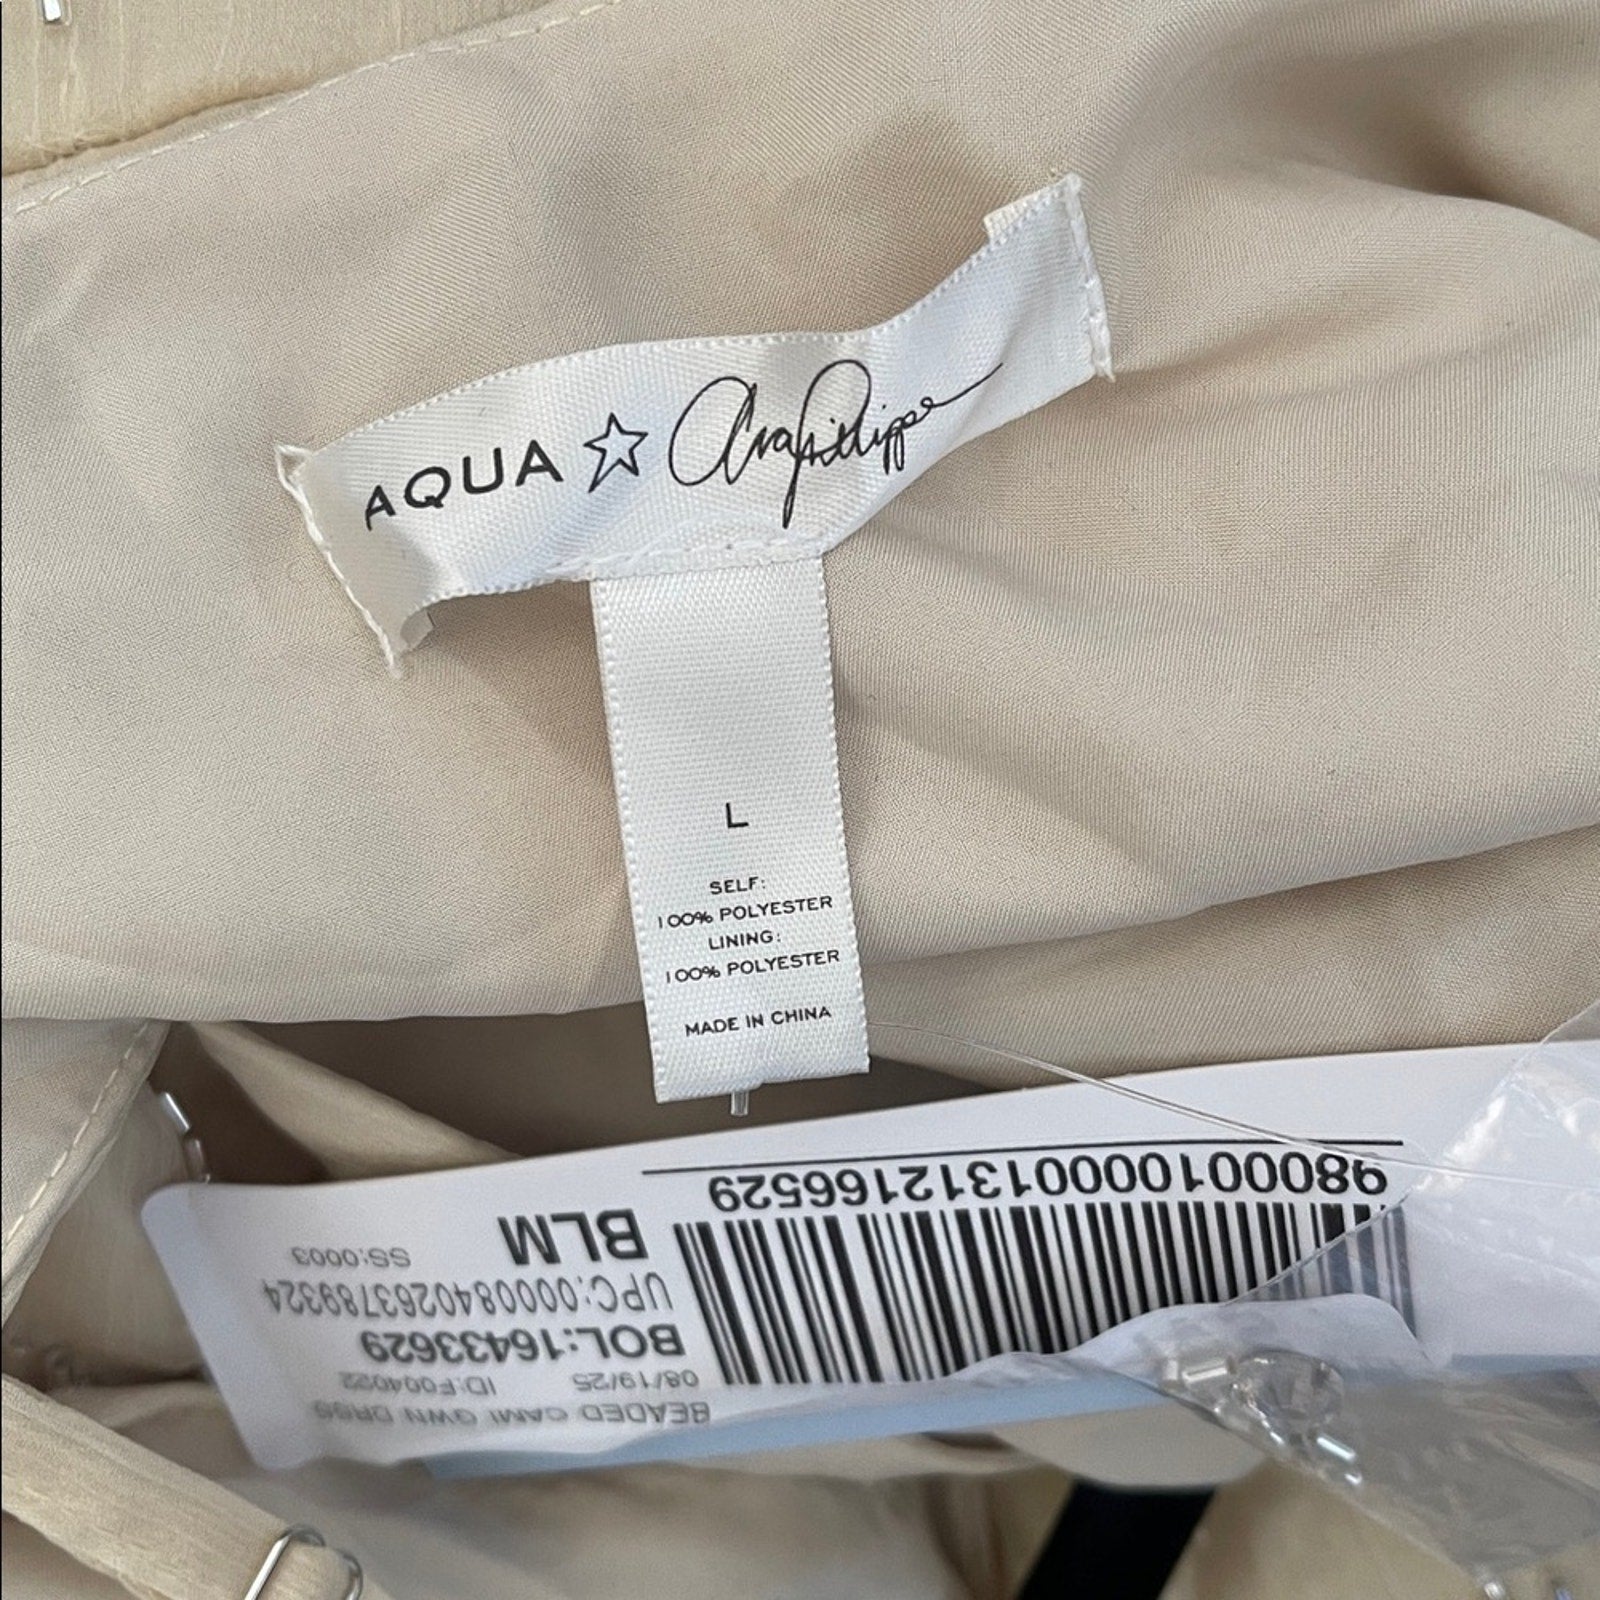 AQUA ☆ Ava Phillippe
L
SELF:
100% POLYESTER
LINING:
100% POLYESTER
MADE IN CHINA
BEADED CAMI GWN DRSS
08/19/25 ID:F004022
BOL:16433629
UPC:0000840263789324
BLM SS:0003
98000100001312166529